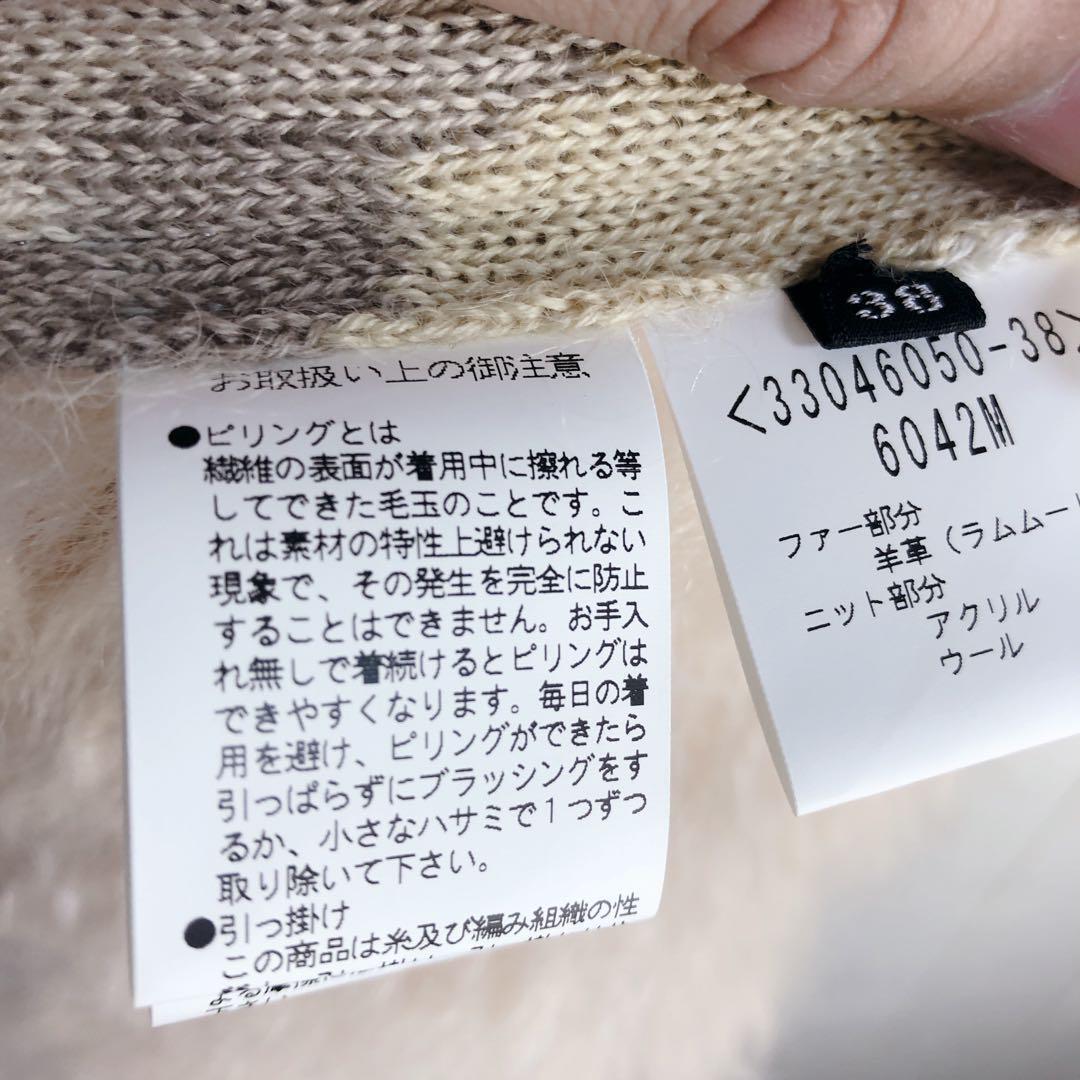 お取扱い上の御注意
●ピリングとは
繊維の表面が着用中に擦れる等
してできた毛玉のことです。こ
れは素材の特性上避けられない
現象で、その発生を完全に防止
することはできません。お手入
れ無しで着続けるとピリングは
できやすくなります。毎日の着
用を避け、ピリングができたら
引っぱらずにブラッシングをす
るか、小さなハサミで1つずつ
取り除いて下さい。
●引っ掛け
この商品は糸及び編み組織の性
38
<33046050-38>
6042M
ファー部分
羊革(ラムムー
ニット部分
アクリル
ウール